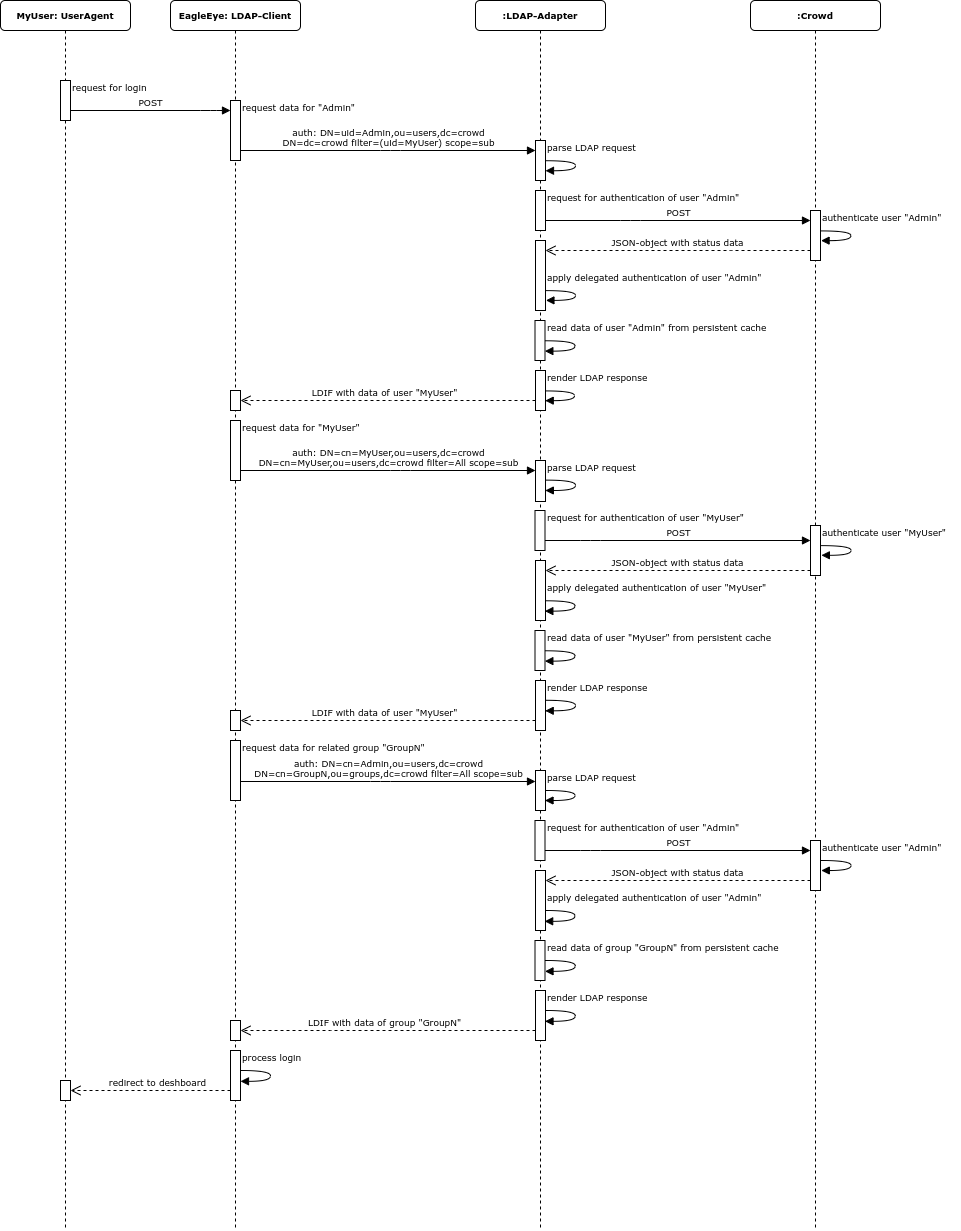 MyUser: UserAgent
EagleEye: LDAP-Client
:LDAP-Adapter
:Crowd
request for login
POST
request data for "Admin"
auth: DN=uid=Admin,ou=users,dc=crowd
DN=dc=crowd filter=(uid=MyUser) scope=sub
parse LDAP request
request for authentication of user "Admin"
POST
authenticate user "Admin"
JSON-object with status data
apply delegated authentication of user "Admin"
read data of user "Admin" from persistent cache
render LDAP response
LDIF with data of user "MyUser"
request data for "MyUser"
auth: DN=cn=MyUser,ou=users,dc=crowd
DN=cn=MyUser,ou=users,dc=crowd filter=All scope=sub
parse LDAP request
request for authentication of user "MyUser"
POST
authenticate user "MyUser"
JSON-object with status data
apply delegated authentication of user "MyUser"
read data of user "MyUser" from persistent cache
render LDAP response
LDIF with data of user "MyUser"
request data for related group "GroupN"
auth: DN=cn=Admin,ou=users,dc=crowd
DN=cn=GroupN,ou=groups,dc=crowd filter=All scope=sub
parse LDAP request
request for authentication of user "Admin"
POST
authenticate user "Admin"
JSON-object with status data
apply delegated authentication of user "Admin"
read data of group "GroupN" from persistent cache
render LDAP response
LDIF with data of group "GroupN"
process login
redirect to deshboard